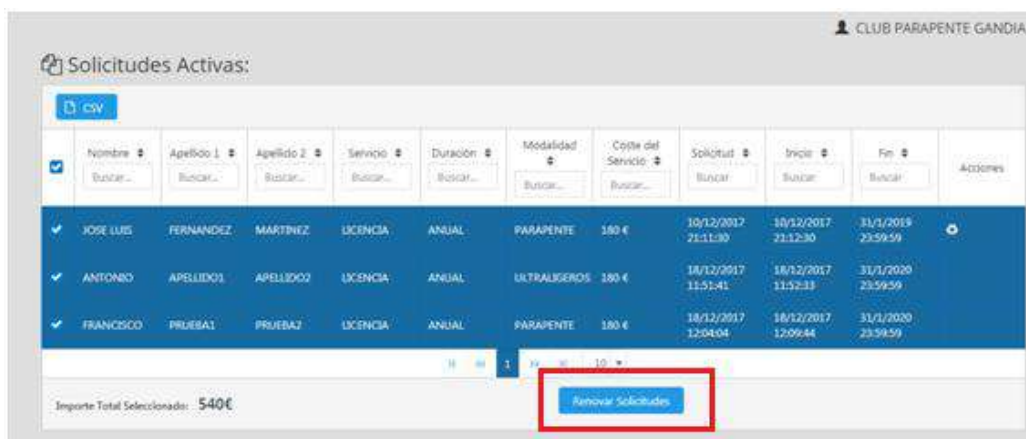 CLUB PARAPENTE GANDIA
Solicitudes Activas:
CSV
Nombre Apellido 1 Apellido 2 Servicio Duración Modalidad Coste del Servicio Solicitud Inicio Fin Acciones
Buscar... Buscar... Buscar... Buscar... Buscar... Buscar... Buscar... Buscar Buscar Buscar
JOSE LUIS FERNANDEZ MARTINEZ LICENCIA ANUAL PARAPENTE 180 € 10/12/2017 21:11:30 10/12/2017 21:12:30 31/1/2019 23:59:59
ANTONIO APELLIDO1 APELLIDO2 LICENCIA ANUAL ULTRALIGEROS 180 € 18/12/2017 11:51:41 18/12/2017 11:52:33 31/1/2020 23:59:59
FRANCISCO PRUEBA1 PRUEBA2 LICENCIA ANUAL PARAPENTE 180 € 18/12/2017 12:04:04 18/12/2017 12:09:44 31/1/2020 23:59:59
1 10
Importe Total Seleccionado: 540€ Renovar Solicitudes